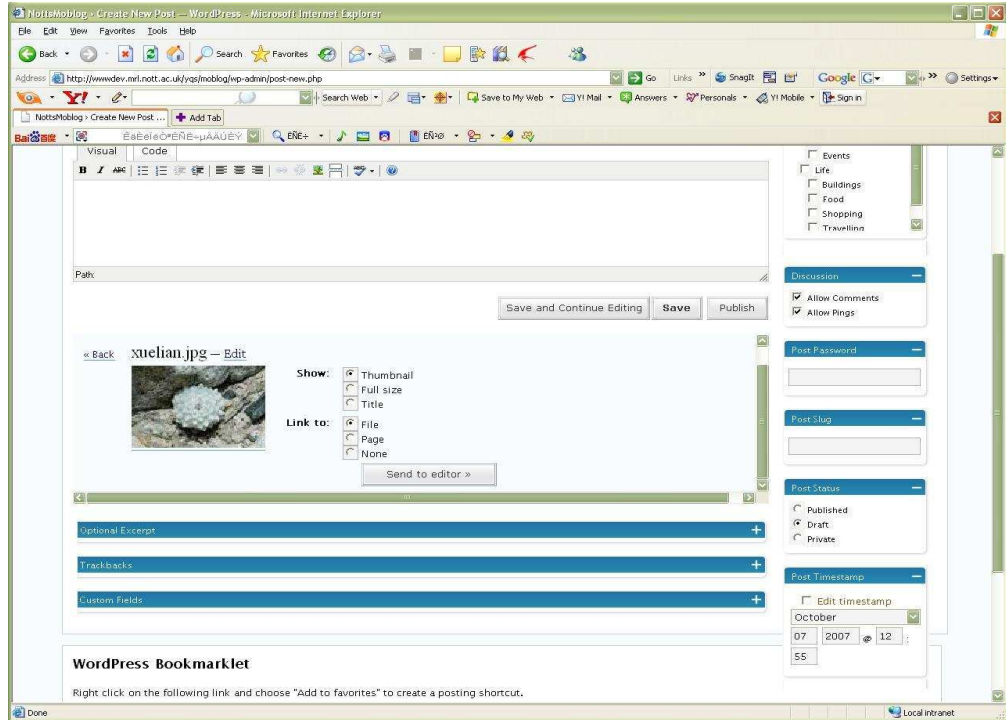 NottsMoblog › Create New Post — WordPress - Microsoft Internet Explorer
File Edit View Favorites Tools Help
Back Search Favorites
Address http://wwwdev.mrl.nott.ac.uk/yqs/moblog/wp-admin/post-new.php Go Links » SnagIt Google G » Settings
Y! Search Web Save to My Web Y! Mail Answers Personals Y! Mobile Sign in
NottsMoblog › Create New Post ... Add Tab
Bai百度
Visual Code
B I ABC
Path:
Save and Continue Editing Save Publish
« Back xuelian.jpg — Edit
Show: Thumbnail
Full size
Title
Link to: File
Page
None
Send to editor »
Optional Excerpt +
Trackbacks +
Custom Fields +
WordPress Bookmarklet
Right click on the following link and choose "Add to favorites" to create a posting shortcut.
Events
Life
Buildings
Food
Shopping
Travelling
Discussion
Allow Comments
Allow Pings
Post Password
Post Slug
Post Status
Published
Draft
Private
Post Timestamp
Edit timestamp
October
07 2007 @ 12 :
55
Done Local intranet